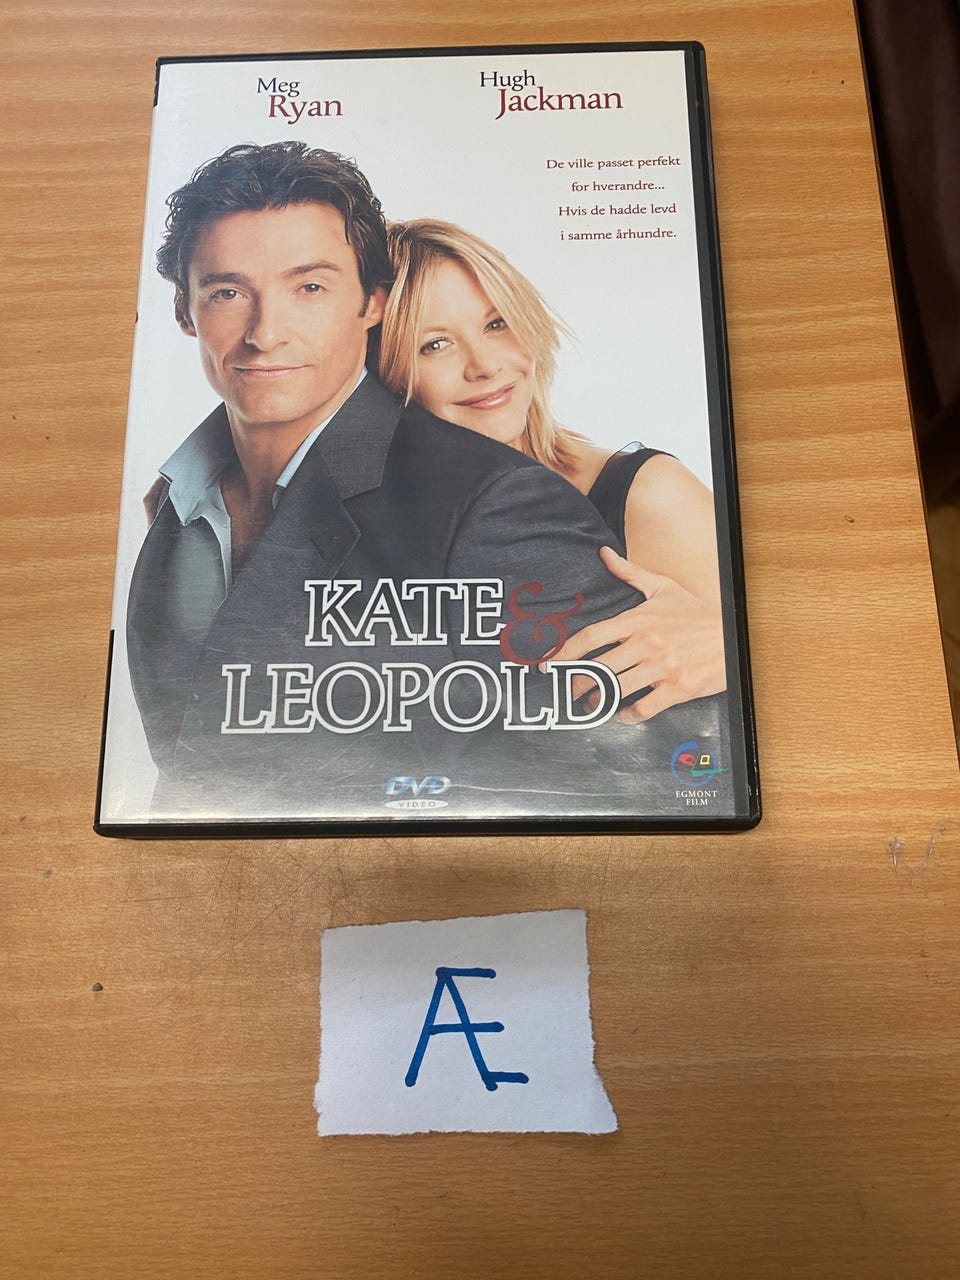 Meg
Ryan
Hugh
Jackman
De ville passet perfekt
for hverandre...
Hvis de hadde levd
i samme århundre.
KATE &
LEOPOLD
DVD
VIDEO
EGMONT
FILM
Æ